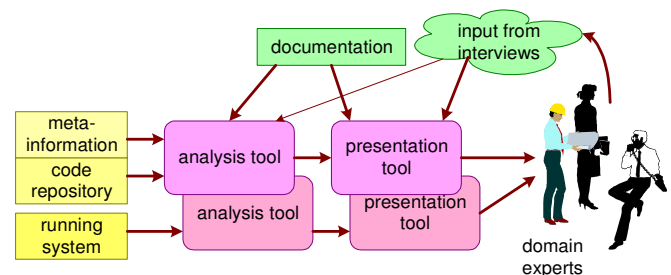 documentation
input from
interviews
meta-
information
code
repository
running
system
analysis tool
presentation
tool
analysis tool
presentation
tool
domain
experts